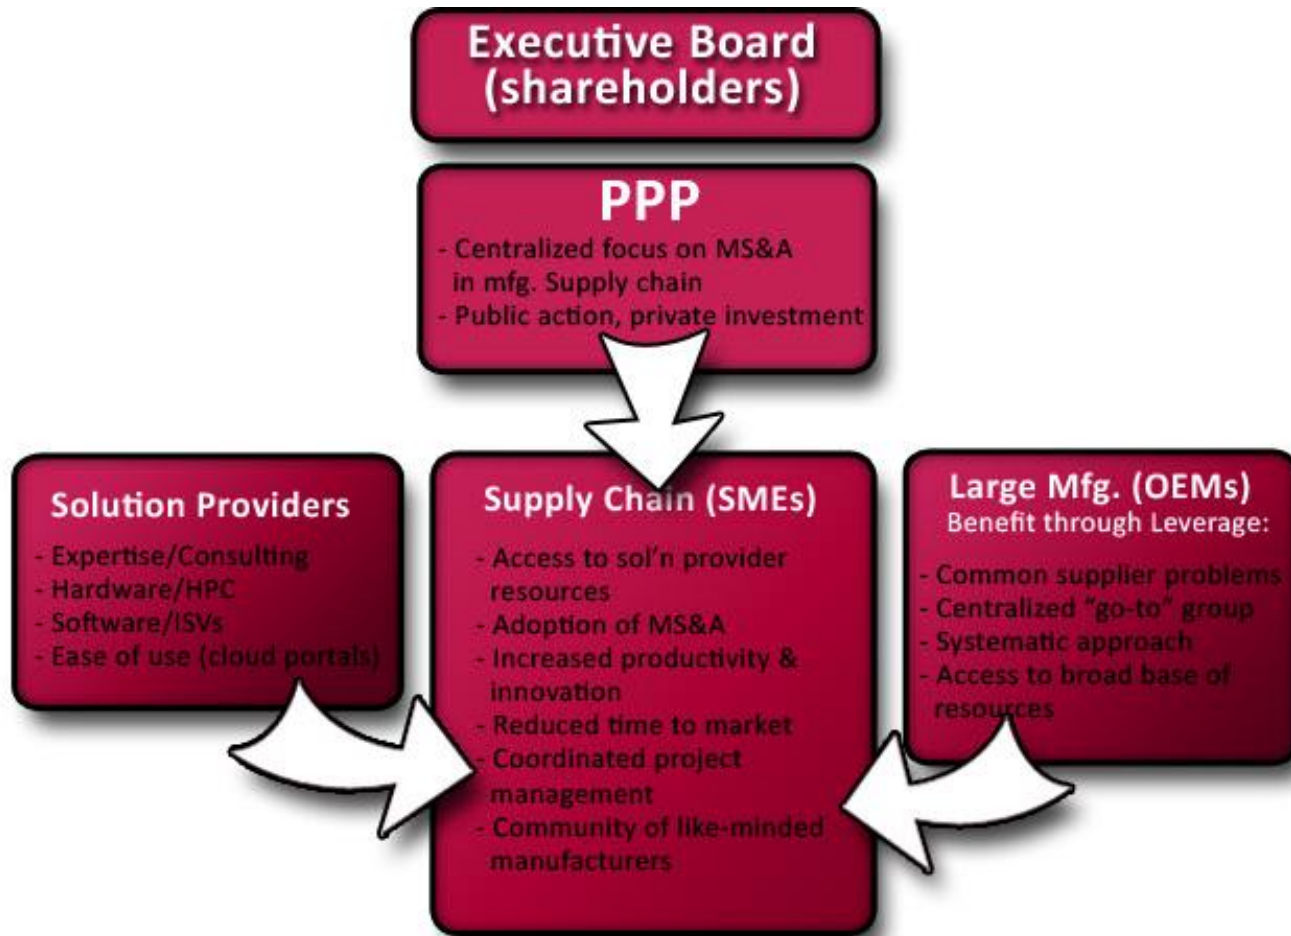 Executive Board
(shareholders)
PPP
- Centralized focus on MS&A
in mfg. Supply chain
- Public action, private investment
Solution Providers
- Expertise/Consulting
- Hardware/HPC
- Software/ISVs
- Ease of use (cloud portals)
Supply Chain (SMEs)
- Access to sol'n provider
resources
- Adoption of MS&A
- Increased productivity &
innovation
- Reduced time to market
- Coordinated project
management
- Community of like-minded
manufacturers
Large Mfg. (OEMs)
Benefit through Leverage:
- Common supplier problems
- Centralized “go-to” group
- Systematic approach
- Access to broad base of
resources